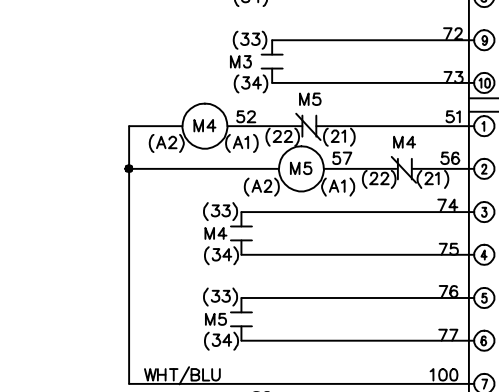 (33) 72 9
M3
(34) 73 10
M5
M4 52 51 1
(A2) (A1) (22) (21)
M4
M5 57 56 2
(A2) (A1) (22) (21)
(33) 74 3
M4
(34) 75 4
(33) 76 5
M5
(34) 77 6
WHT/BLU 100 7